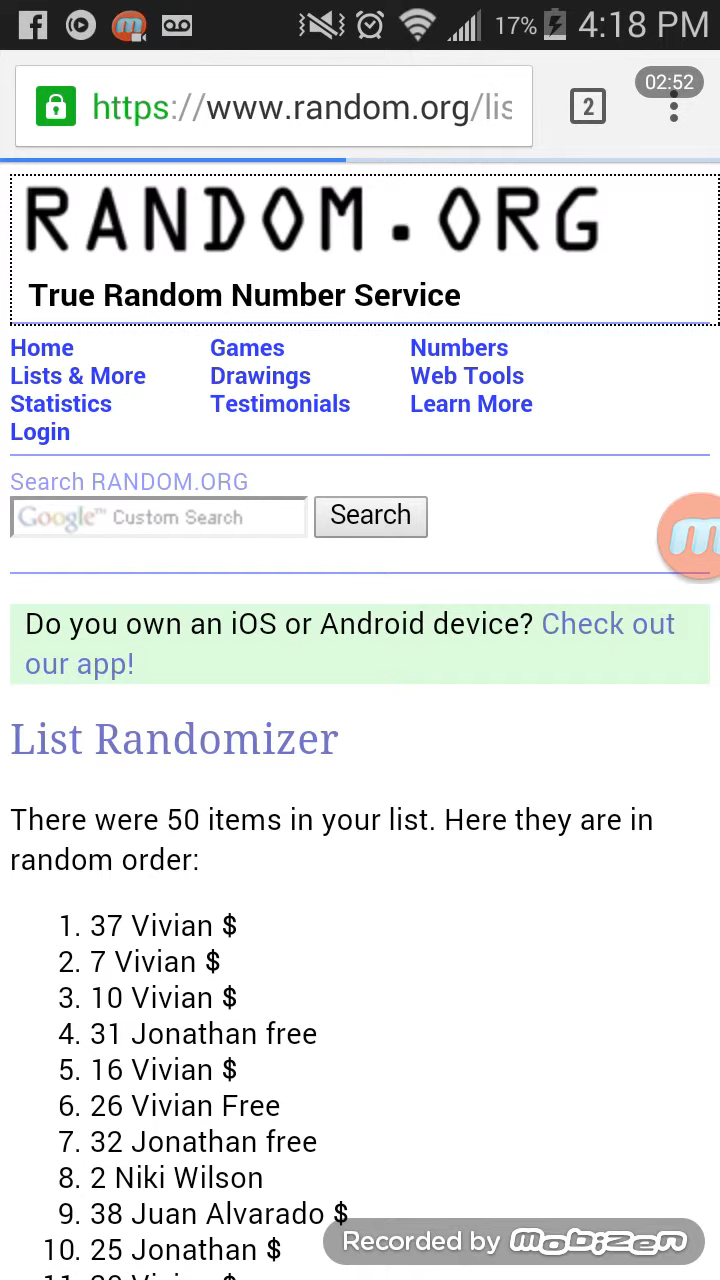 17% 4:18 PM
https://www.random.org/lis
2
02:52
RANDOM.ORG
True Random Number Service
Home Games Numbers
Lists & More Drawings Web Tools
Statistics Testimonials Learn More
Login
Search RANDOM.ORG
Google™ Custom Search Search
Do you own an iOS or Android device? Check out
our app!
List Randomizer
There were 50 items in your list. Here they are in
random order:
1. 37 Vivian $
2. 7 Vivian $
3. 10 Vivian $
4. 31 Jonathan free
5. 16 Vivian $
6. 26 Vivian Free
7. 32 Jonathan free
8. 2 Niki Wilson
9. 38 Juan Alvarado $
10. 25 Jonathan $
Recorded by mobizen